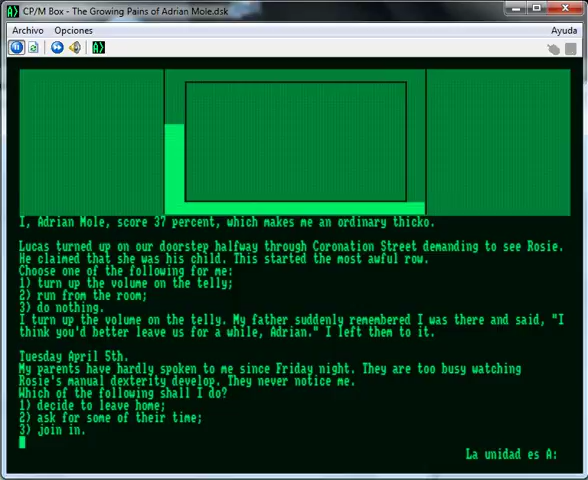 CP/M Box - The Growing Pains of Adrian Mole.dsk
Archivo Opciones Ayuda
A>
I, Adrian Mole, score 37 percent, which makes me an ordinary thicko.
Lucas turned up on our doorstep halfway through Coronation Street demanding to see Rosie.
He claimed that she was his child. This started the most awful row.
Choose one of the following for me:
1) turn up the volume on the telly;
2) run from the room;
3) do nothing.
I turn up the volume on the telly. My father suddenly remembered I was there and said, "I
think you'd better leave us for a while, Adrian." I left them to it.
Tuesday April 5th.
My parents have hardly spoken to me since Friday night. They are too busy watching
Rosie's manual dexterity develop. They never notice me.
Which of the following shall I do?
1) decide to leave home;
2) ask for some of their time;
3) join in.
La unidad es A: